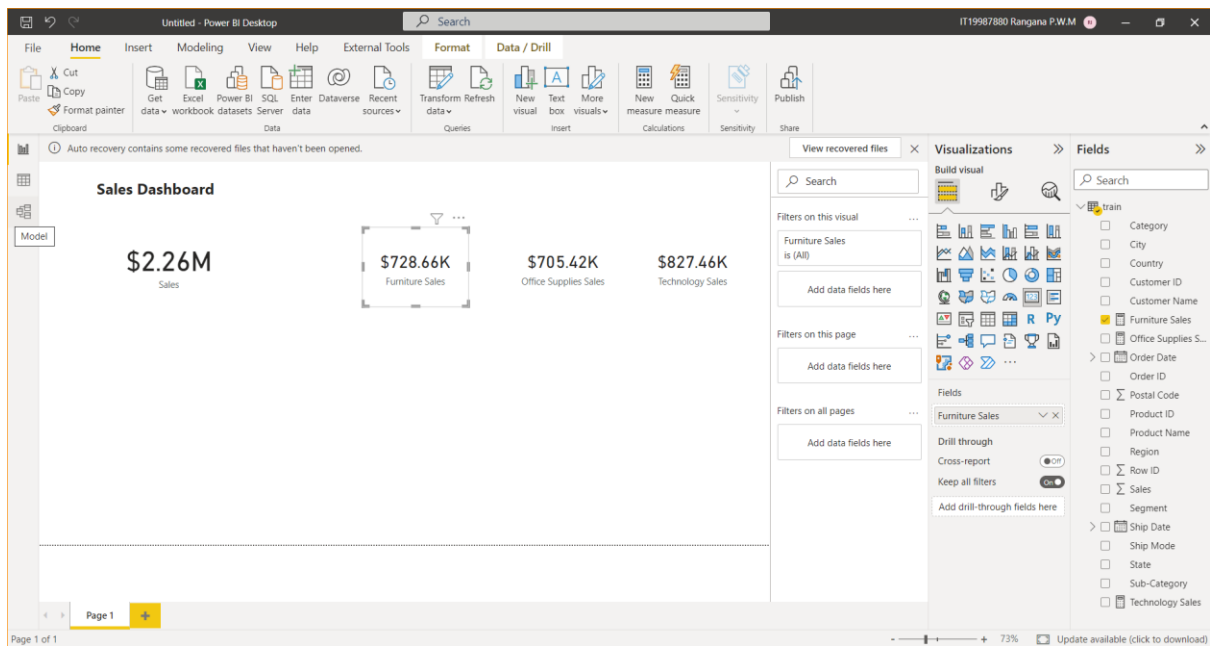 Untitled - Power BI Desktop
Search
IT19987880 Rangana P.W.M
File Home Insert Modeling View Help External Tools Format Data / Drill
Paste
Cut
Copy
Format painter
Clipboard
Get data
Excel workbook
Power BI datasets
SQL Server
Enter data
Dataverse
Recent sources
Data
Transform data
Refresh
Queries
New visual
Text box
More visuals
Insert
New measure
Quick measure
Calculations
Sensitivity
Sensitivity
Publish
Share
Auto recovery contains some recovered files that haven't been opened.
View recovered files
Model
Sales Dashboard
$2.26M
Sales
$728.66K
Furniture Sales
$705.42K
Office Supplies Sales
$827.46K
Technology Sales
Search
Filters on this visual
...
Furniture Sales
is (All)
Add data fields here
Filters on this page
...
Add data fields here
Filters on all pages
...
Add data fields here
Visualizations
Build visual
R Py
...
Fields
Furniture Sales
Drill through
Cross-report
Off
Keep all filters
On
Add drill-through fields here
Fields
Search
train
Category
City
Country
Customer ID
Customer Name
Furniture Sales
Office Supplies S...
Order Date
Order ID
Postal Code
Product ID
Product Name
Region
Row ID
Sales
Segment
Ship Date
Ship Mode
State
Sub-Category
Technology Sales
Page 1
Page 1 of 1
- + 73%
Update available (click to download)